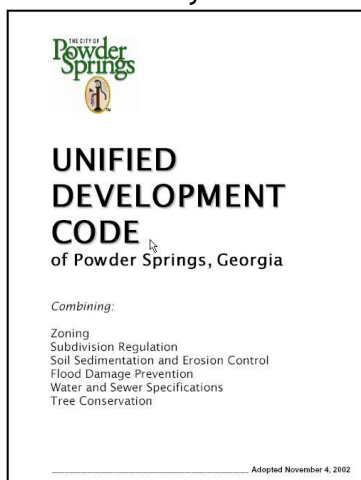 THE CITY OF
Powder
Springs
UNIFIED
DEVELOPMENT
CODE
of Powder Springs, Georgia
Combining:
Zoning
Subdivision Regulation
Soil Sedimentation and Erosion Control
Flood Damage Prevention
Water and Sewer Specifications
Tree Conservation
Adopted November 4, 2002